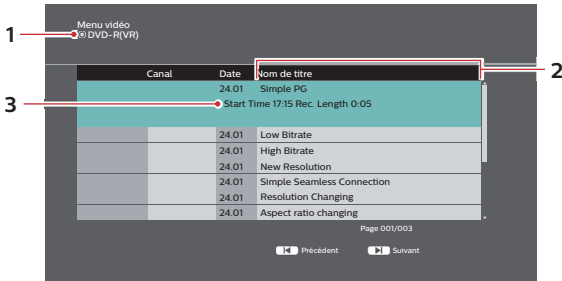 Menu vidéo
1
DVD-R(VR)
2
Canal Date Nom de titre
24.01 Simple PG
3
Start Time 17:15 Rec. Length 0:05
24.01 Low Bitrate
24.01 High Bitrate
24.01 New Resolution
24.01 Simple Seamless Connection
24.01 Resolution Changing
24.01 Aspect ratio changing
Page 001/003
Précédent Suivant